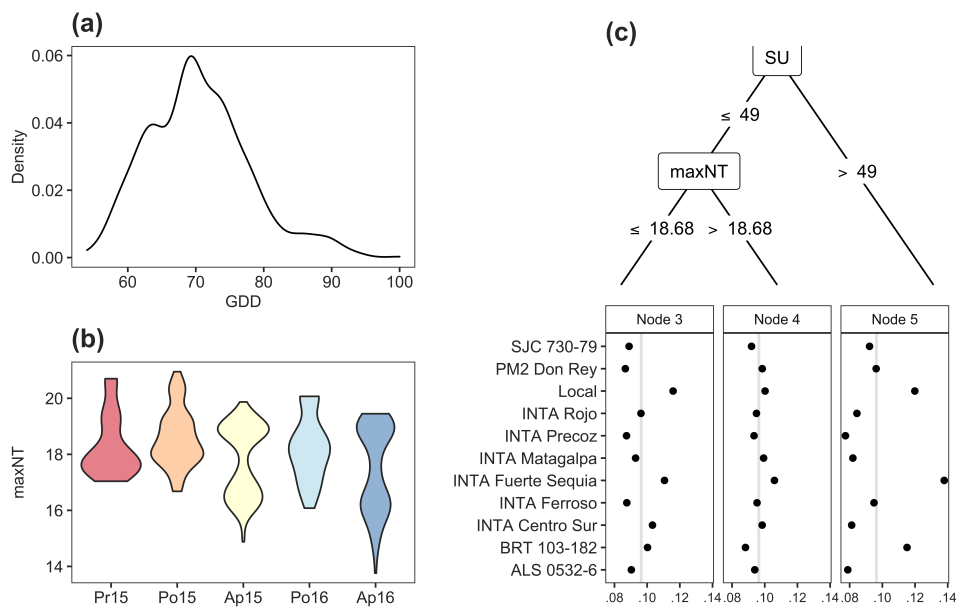 (a)
0.06
0.04
0.02
0.00
Density
60 70 80 90 100
GDD
(b)
20
18
16
14
maxNT
Pr15 Po15 Ap15 Po16 Ap16
(c)
SU
≤ 49
maxNT
> 49
≤ 18.68 > 18.68
Node 3 Node 4 Node 5
SJC 730-79
PM2 Don Rey
Local
INTA Rojo
INTA Precoz
INTA Matagalpa
INTA Fuerte Sequia
INTA Ferroso
INTA Centro Sur
BRT 103-182
ALS 0532-6
.08 .10 .12 .14 .08 .10 .12 .14 .08 .10 .12 .14